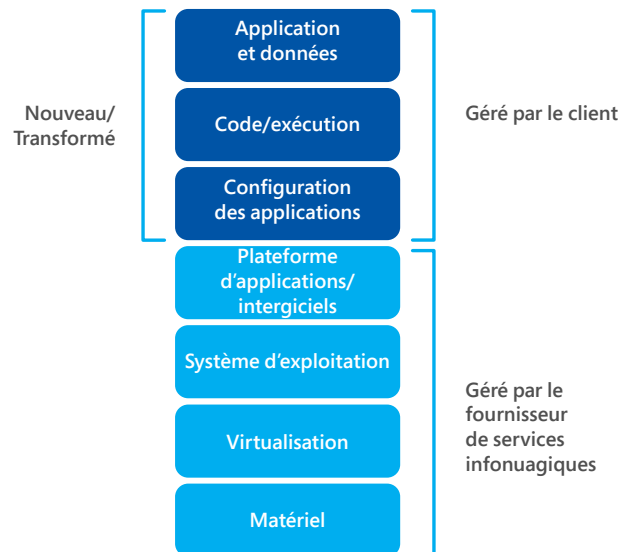 Application
et données
Nouveau/
Transformé
Code/exécution
Géré par le client
Configuration
des applications
Plateforme
d'applications/
intergiciels
Système d'exploitation
Géré par le
fournisseur
de services
infonuagiques
Virtualisation
Matériel